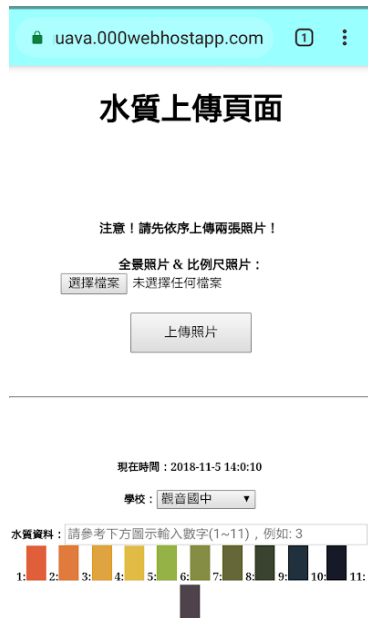 uava.000webhostapp.com 1
水質上傳頁面
注意！請先依序上傳兩張照片！
全景照片 & 比例尺照片：
選擇檔案 未選擇任何檔案
上傳照片
現在時間：2018-11-5 14:0:10
學校：觀音國中
水質資料：請參考下方圖示輸入數字(1~11)，例如: 3
1: 2: 3: 4: 5: 6: 7: 8: 9: 10: 11: